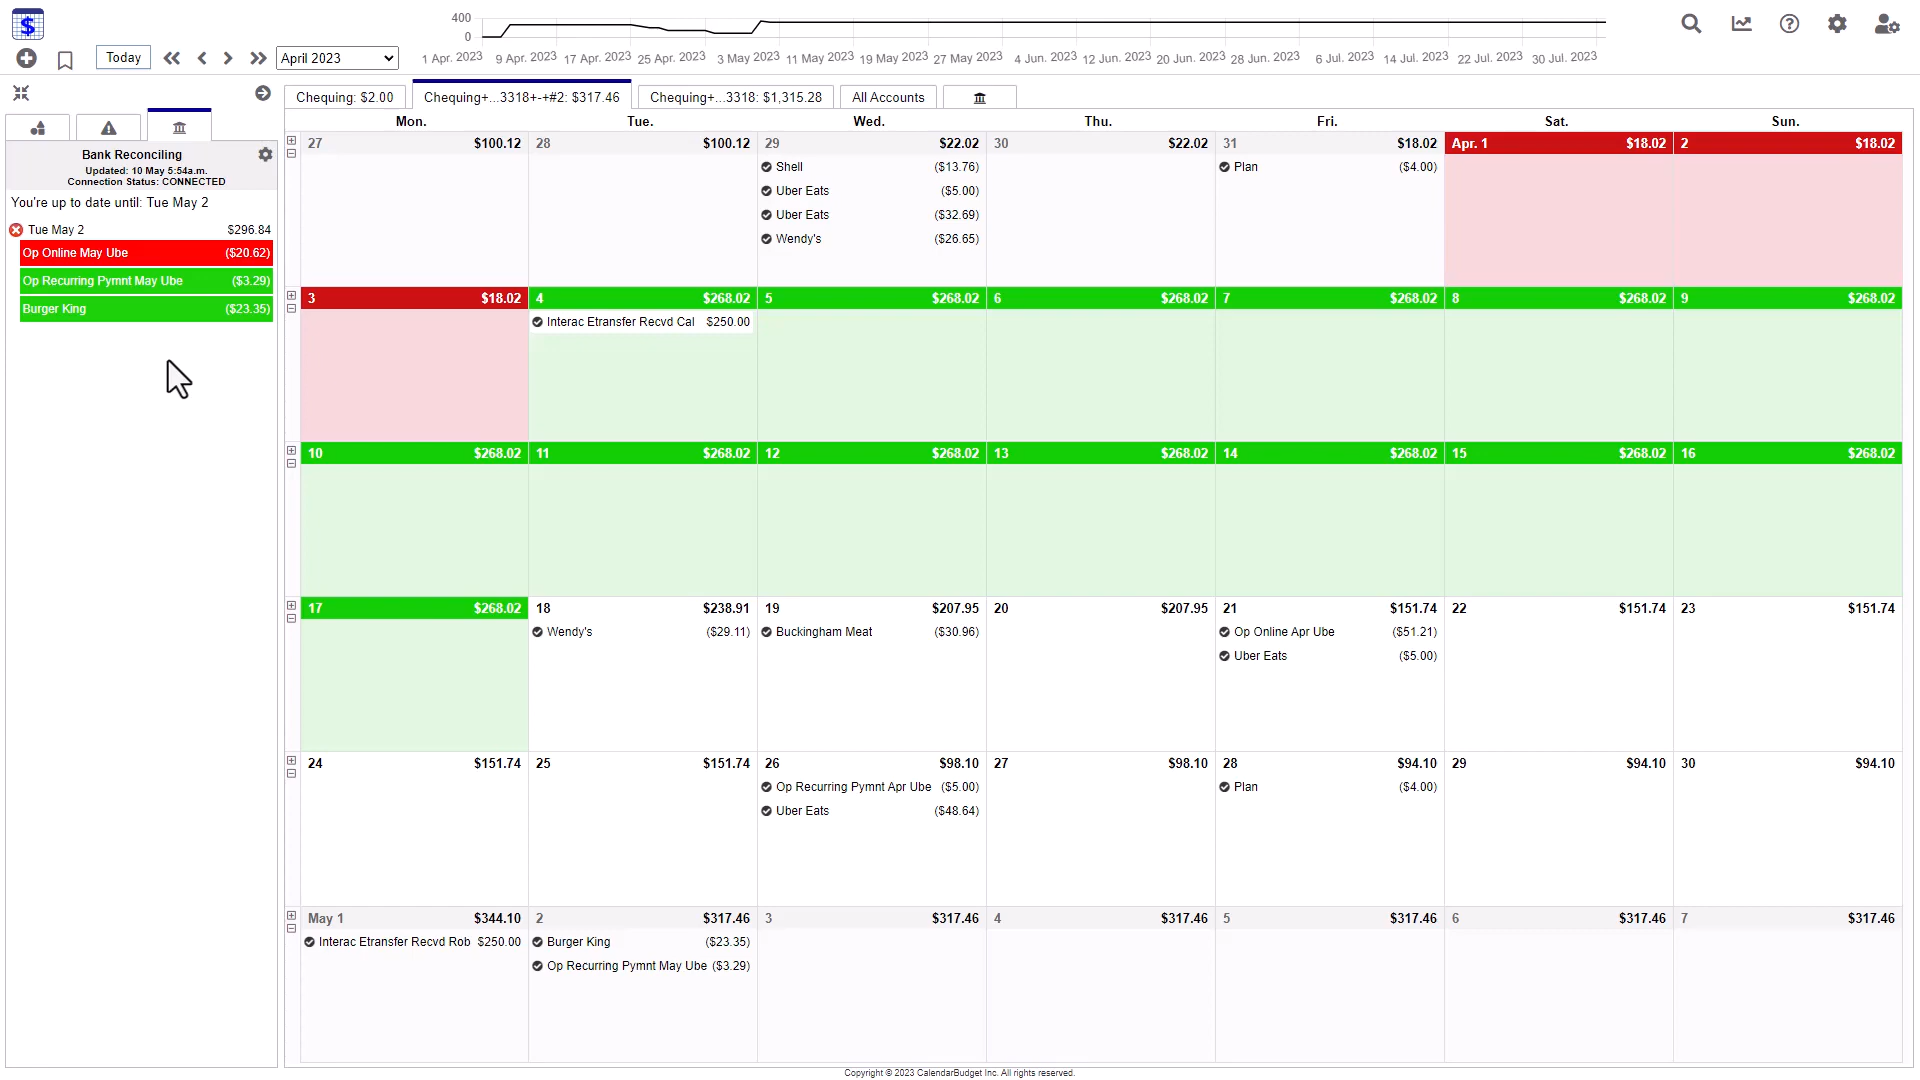 400
0
1 Apr. 2023 9 Apr. 2023 17 Apr. 2023 25 Apr. 2023 3 May 2023 11 May 2023 19 May 2023 27 May 2023 4 Jun. 2023 12 Jun. 2023 20 Jun. 2023 28 Jun. 2023 6 Jul. 2023 14 Jul. 2023 22 Jul. 2023 30 Jul. 2023
Today April 2023
Chequing: $2.00 Chequing+...3318+-+#2: $317.46 Chequing+...3318: $1,315.28 All Accounts
Bank Reconciling
Updated: 10 May 5:54a.m.
Connection Status: CONNECTED
You're up to date until: Tue May 2
Tue May 2 $296.84
Op Online May Ube ($20.62)
Op Recurring Pymnt May Ube ($3.29)
Burger King ($23.35)
Mon. Tue. Wed. Thu. Fri. Sat. Sun.
27 $100.12 28 $100.12 29 $22.02 30 $22.02 31 $18.02 Apr. 1 $18.02 2 $18.02
Shell ($13.76) Plan ($4.00)
Uber Eats ($5.00)
Uber Eats ($32.69)
Wendy's ($26.65)
3 $18.02 4 $268.02 5 $268.02 6 $268.02 7 $268.02 8 $268.02 9 $268.02
Interac Etransfer Recvd Cal $250.00
10 $268.02 11 $268.02 12 $268.02 13 $268.02 14 $268.02 15 $268.02 16 $268.02
17 $268.02 18 $238.91 19 $207.95 20 $207.95 21 $151.74 22 $151.74 23 $151.74
Wendy's ($29.11) Buckingham Meat ($30.96) Op Online Apr Ube ($51.21)
Uber Eats ($5.00)
24 $151.74 25 $151.74 26 $98.10 27 $98.10 28 $94.10 29 $94.10 30 $94.10
Op Recurring Pymnt Apr Ube ($5.00) Plan ($4.00)
Uber Eats ($48.64)
May 1 $344.10 2 $317.46 3 $317.46 4 $317.46 5 $317.46 6 $317.46 7 $317.46
Interac Etransfer Recvd Rob $250.00 Burger King ($23.35)
Op Recurring Pymnt May Ube ($3.29)
Copyright © 2023 CalendarBudget Inc. All rights reserved.